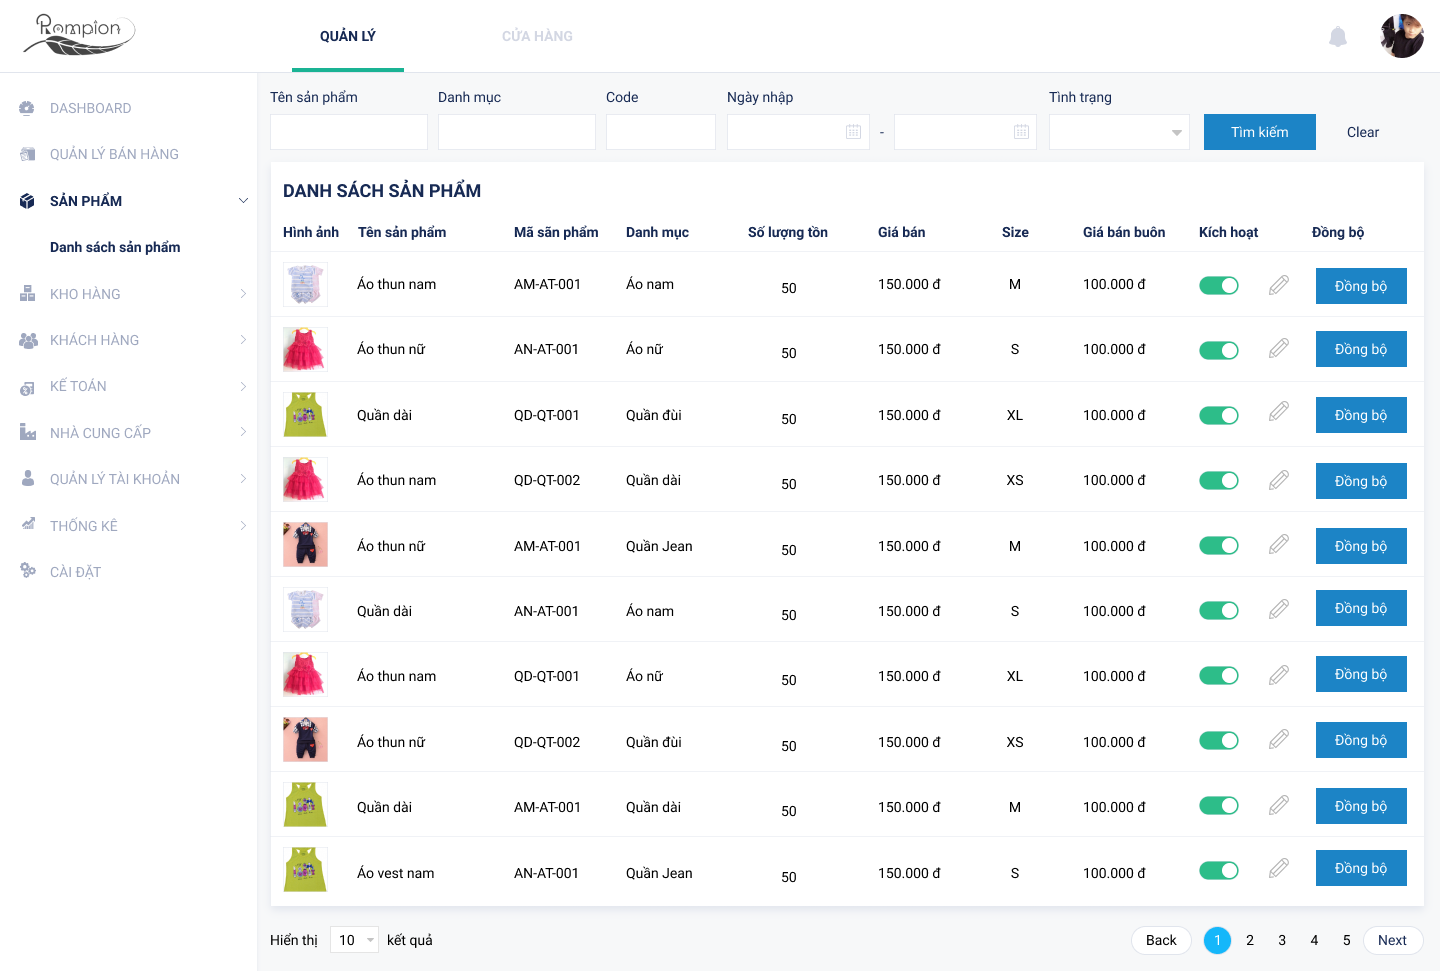 Rompion
QUẢN LÝ
CỬA HÀNG
DASHBOARD
QUẢN LÝ BÁN HÀNG
SẢN PHẨM
Danh sách sản phẩm
KHO HÀNG
KHÁCH HÀNG
KẾ TOÁN
NHÀ CUNG CẤP
QUẢN LÝ TÀI KHOẢN
THỐNG KÊ
CÀI ĐẶT
Tên sản phẩm Danh mục Code Ngày nhập Tình trạng
- Tìm kiếm Clear
DANH SÁCH SẢN PHẨM
Hình ảnh Tên sản phẩm Mã sãn phẩm Danh mục Số lượng tồn Giá bán Size Giá bán buôn Kích hoạt Đồng bộ
Áo thun nam AM-AT-001 Áo nam 50 150.000 đ M 100.000 đ Đồng bộ
Áo thun nữ AN-AT-001 Áo nữ 50 150.000 đ S 100.000 đ Đồng bộ
Quần dài QD-QT-001 Quần đùi 50 150.000 đ XL 100.000 đ Đồng bộ
Áo thun nam QD-QT-002 Quần dài 50 150.000 đ XS 100.000 đ Đồng bộ
Áo thun nữ AM-AT-001 Quần Jean 50 150.000 đ M 100.000 đ Đồng bộ
Quần dài AN-AT-001 Áo nam 50 150.000 đ S 100.000 đ Đồng bộ
Áo thun nam QD-QT-001 Áo nữ 50 150.000 đ XL 100.000 đ Đồng bộ
Áo thun nữ QD-QT-002 Quần đùi 50 150.000 đ XS 100.000 đ Đồng bộ
Quần dài AM-AT-001 Quần dài 50 150.000 đ M 100.000 đ Đồng bộ
Áo vest nam AN-AT-001 Quần Jean 50 150.000 đ S 100.000 đ Đồng bộ
Hiển thị 10 kết quả Back 1 2 3 4 5 Next